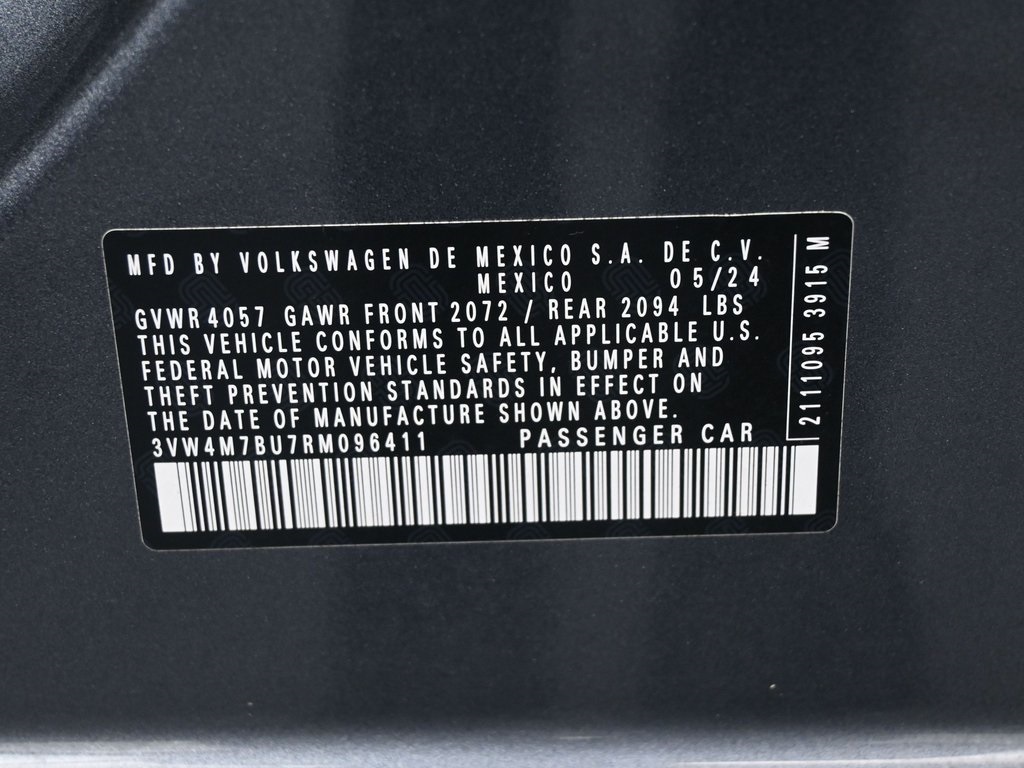 MFD BY VOLKSWAGEN DE MEXICO S.A. DE C.V.
MEXICO 05/24
GVWR 4057 GAWR FRONT 2072 / REAR 2094 LBS
THIS VEHICLE CONFORMS TO ALL APPLICABLE U.S.
FEDERAL MOTOR VEHICLE SAFETY, BUMPER AND
THEFT PREVENTION STANDARDS IN EFFECT ON
THE DATE OF MANUFACTURE SHOWN ABOVE.
3VW4M7BU7RM096411 PASSENGER CAR
2111095 3915 M